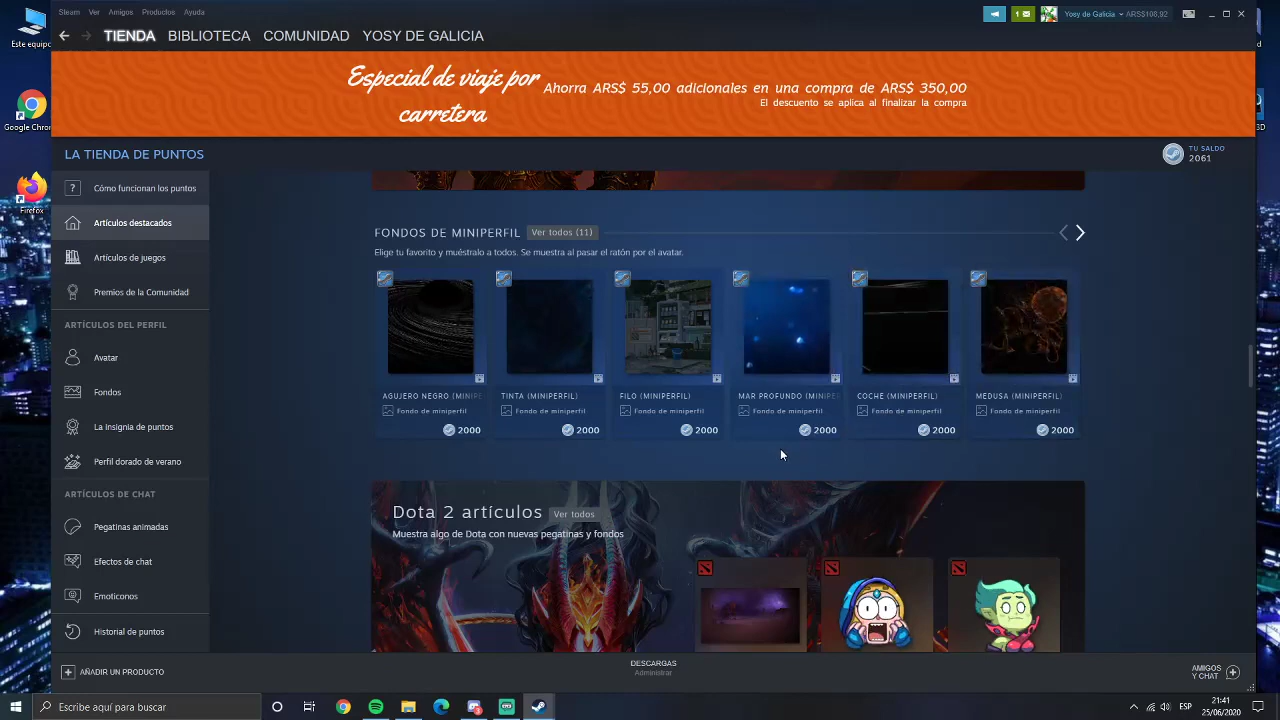 Steam Ver Amigos Productos Ayuda
1
Yosy de Galicia ARS$108,92
TIENDA BIBLIOTECA COMUNIDAD YOSY DE GALICIA
Especial de viaje por
carretera
Ahorra ARS$ 55,00 adicionales en una compra de ARS$ 350,00
El descuento se aplica al finalizar la compra
LA TIENDA DE PUNTOS
TU SALDO
2061
Cómo funcionan los puntos
Artículos destacados
Artículos de juegos
Premios de la Comunidad
ARTÍCULOS DEL PERFIL
Avatar
Fondos
La insignia de puntos
Perfil dorado de verano
ARTÍCULOS DE CHAT
Pegatinas animadas
Efectos de chat
Emoticonos
Historial de puntos
Firefox
FONDOS DE MINIPERFIL Ver todos (11)
Elige tu favorito y muéstralo a todos. Se muestra al pasar el ratón por el avatar.
AGUJERO NEGRO (MINIPE
Fondo de miniperfil
2000
TINTA (MINIPERFIL)
Fondo de miniperfil
2000
FILO (MINIPERFIL)
Fondo de miniperfil
2000
MAR PROFUNDO (MINIPE
Fondo de miniperfil
2000
COCHE (MINIPERFIL)
Fondo de miniperfil
2000
MEDUSA (MINIPERFIL)
Fondo de miniperfil
2000
Dota 2 artículos Ver todos
Muestra algo de Dota con nuevas pegatinas y fondos
AÑADIR UN PRODUCTO
DESCARGAS
Administrar
AMIGOS
Y CHAT
Escribe aquí para buscar
ESP
21:41
25/06/2020